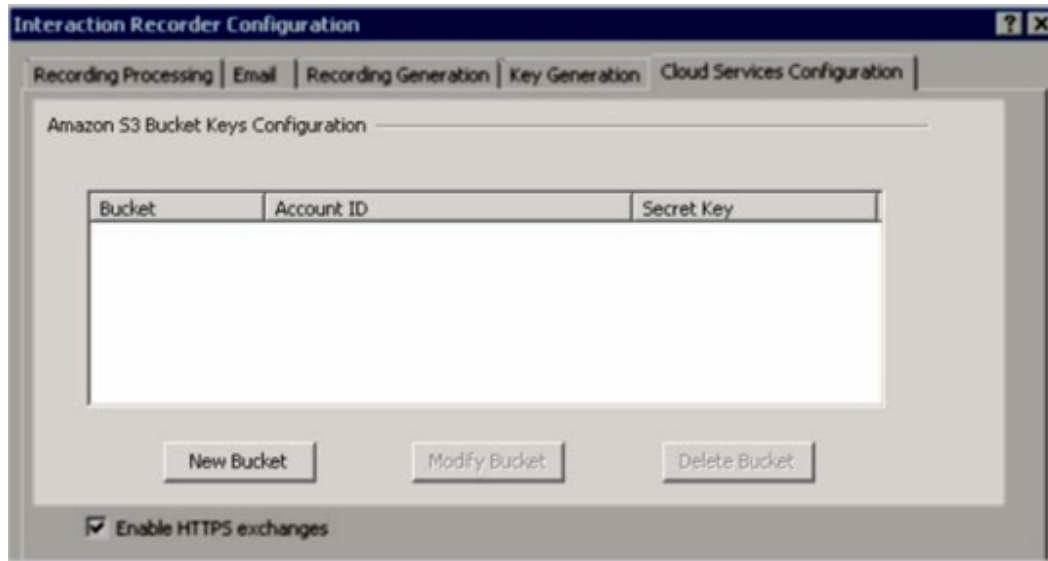 Interaction Recorder Configuration
Recording Processing Email Recording Generation Key Generation Cloud Services Configuration
Amazon S3 Bucket Keys Configuration
Bucket Account ID Secret Key
New Bucket Modify Bucket Delete Bucket
Enable HTTPS exchanges